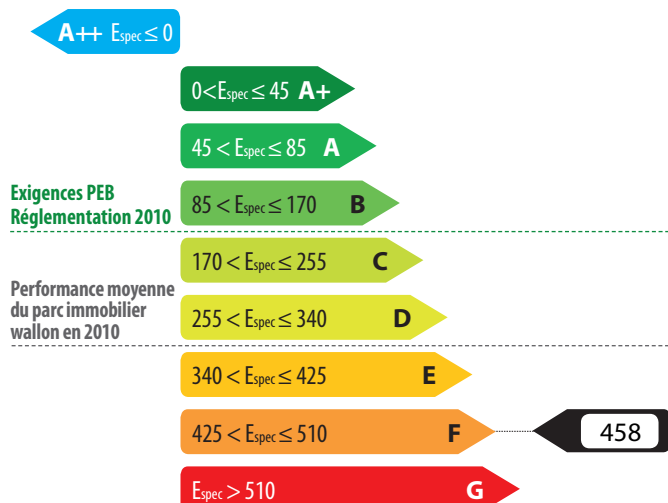 A++ Espec ≤ 0
0<Espec ≤ 45 A+
45 < Espec ≤ 85 A
Exigences PEB
Réglementation 2010
85 < Espec ≤ 170 B
170 < Espec ≤ 255 C
Performance moyenne
du parc immobilier
wallon en 2010
255 < Espec ≤ 340 D
340 < Espec ≤ 425 E
425 < Espec ≤ 510 F
458
Espec > 510 G